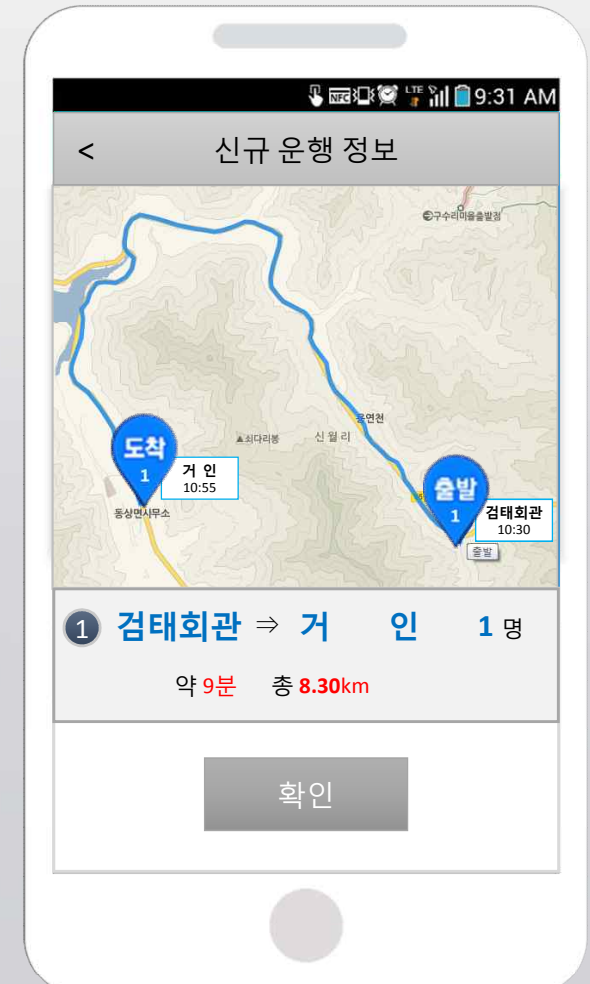 NFC LTE 9:31 AM
< 신규 운행 정보
구수리마을출발점
용연천
▲쇠다리봉 신월리
도착
1
거 인
10:55
동상면사무소
출발
1
검태회관
10:30
출발
1 검태회관 ⇒ 거 인 1 명
약 9분 총 8.30km
확인